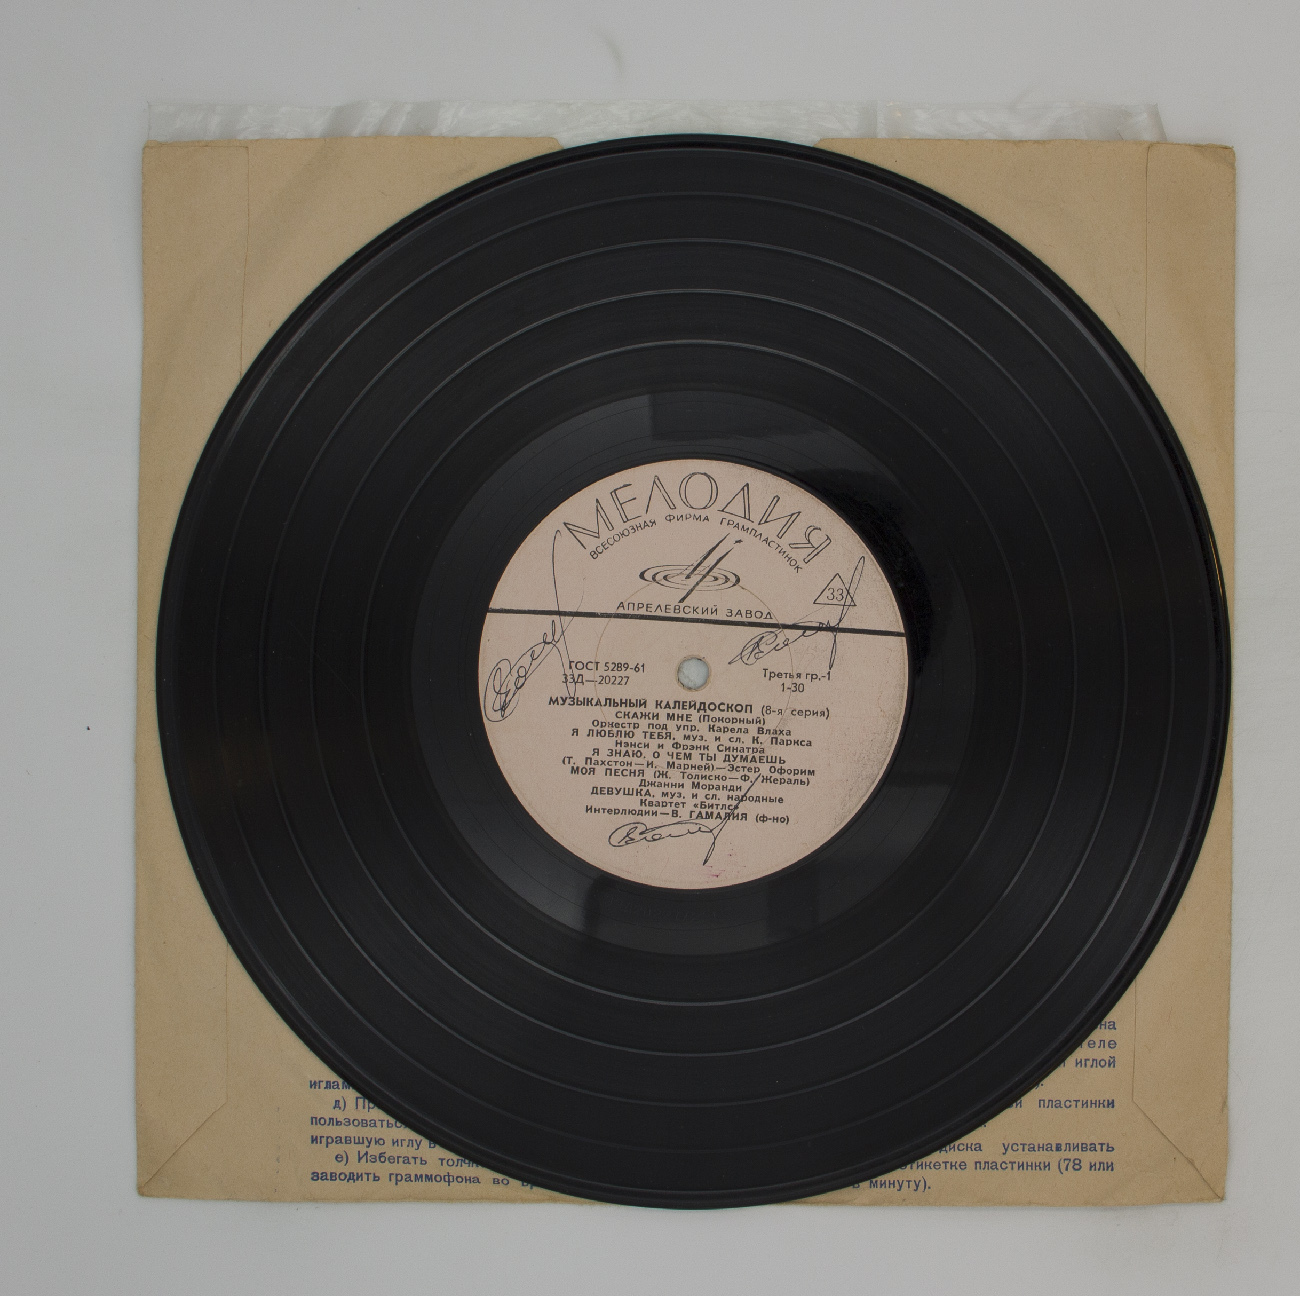 МЕЛОДИЯ
ВСЕСОЮЗНАЯ ФИРМА ГРАМПЛАСТИНОК
33
АПРЕЛЕВСКИЙ ЗАВОД
ГОСТ 5289-61
33Д—20227
Третья гр.-1
1-30
МУЗЫКАЛЬНЫЙ КАЛЕЙДОСКОП (8-я серия)
СКАЖИ МНЕ (Покорный)
Оркестр под упр. Карела Влаха
Я ЛЮБЛЮ ТЕБЯ, муз. и сл. К. Паркса
Нэнси и Фрэнк Синатра
Я ЗНАЮ, О ЧЕМ ТЫ ДУМАЕШЬ
(Т. Пахстон—И. Марней)—Эстер Офорим
МОЯ ПЕСНЯ (Ж. Толиско—Ф. Жераль)
Джанни Моранди
ДЕВУШКА, муз. и сл. народные
Квартет «Битлс»
Интерлюдии—В. ГАМАЛИЯ (ф-но)
иглой
пластинки
игравшую иглу
диска устанавливать
е) Избегать
этикетке пластинки (78 или
заводить граммофона во
в минуту).